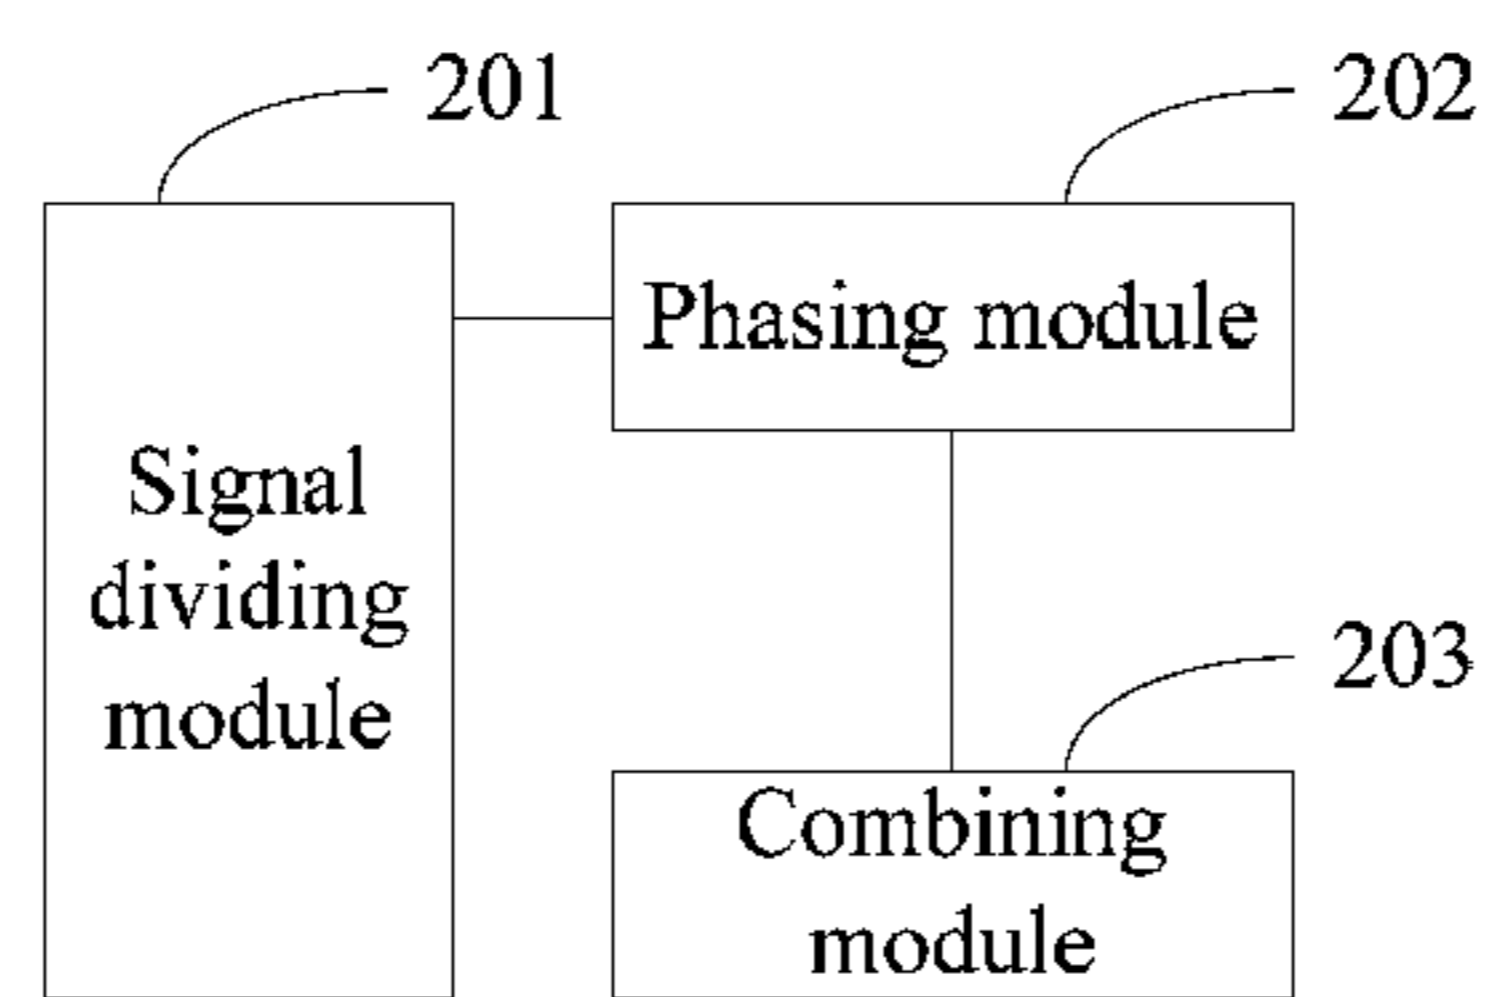 201
202
Phasing module
Signal
dividing
module
203
Combining
module